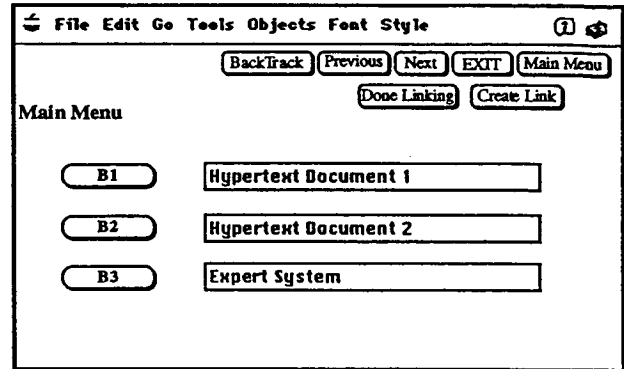 File Edit Go Tools Objects Font Style
BackTrack Previous Next EXIT Main Menu
Done Linking Create Link
Main Menu
B1 Hypertext Document 1
B2 Hypertext Document 2
B3 Expert System